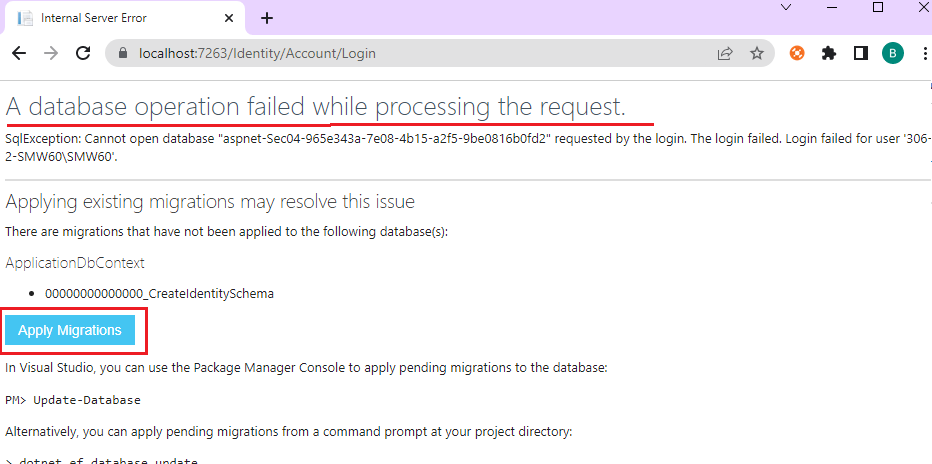 Internal Server Error
localhost:7263/Identity/Account/Login
B
A database operation failed while processing the request.
SqlException: Cannot open database "aspnet-Sec04-965e343a-7e08-4b15-a2f5-9be0816b0fd2" requested by the login. The login failed. Login failed for user '306-
2-SMW60\SMW60'.
Applying existing migrations may resolve this issue
There are migrations that have not been applied to the following database(s):
ApplicationDbContext
• 00000000000000_CreateIdentitySchema
Apply Migrations
In Visual Studio, you can use the Package Manager Console to apply pending migrations to the database:
PM> Update-Database
Alternatively, you can apply pending migrations from a command prompt at your project directory:
> dotnet ef database update